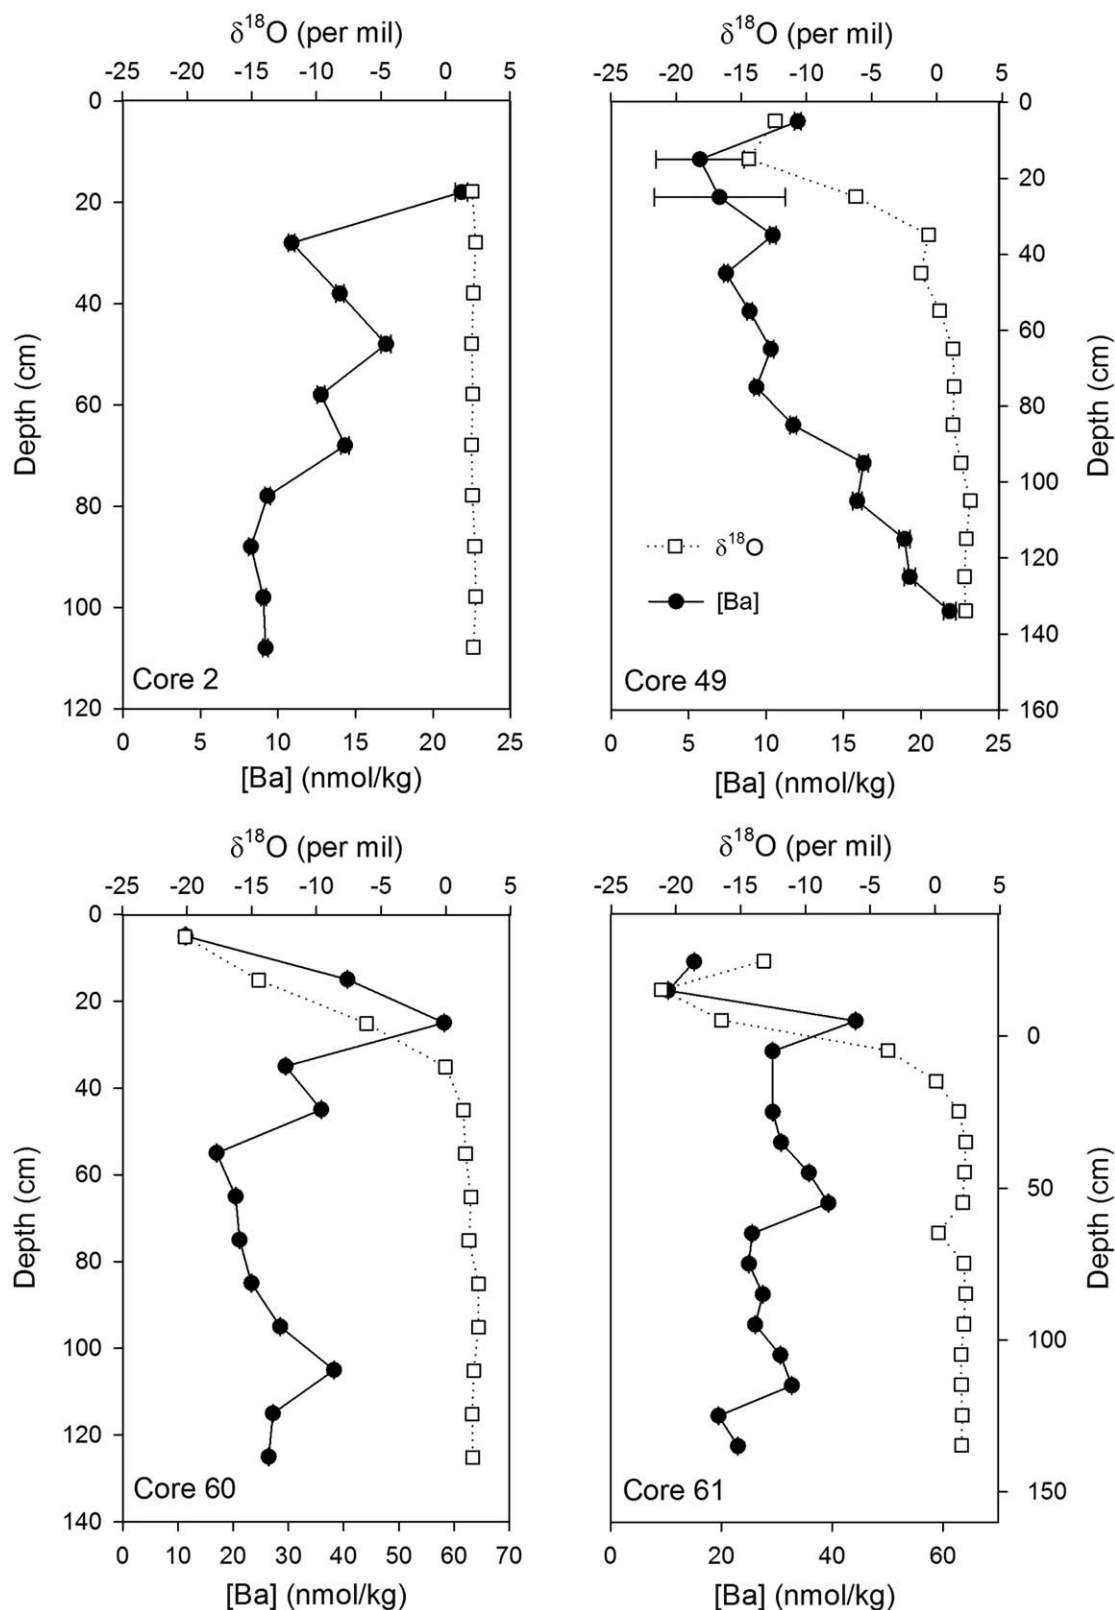 δ18O (per mil)
-25 -20 -15 -10 -5 0 5
0
20
40
60
80
100
120
Depth (cm)
Core 2
0 5 10 15 20 25
[Ba] (nmol/kg)
δ18O (per mil)
-25 -20 -15 -10 -5 0 5
0
20
40
60
80
100
120
140
160
Depth (cm)
δ18O
[Ba]
Core 49
0 5 10 15 20 25
[Ba] (nmol/kg)
δ18O (per mil)
-25 -20 -15 -10 -5 0 5
0
20
40
60
80
100
120
140
Depth (cm)
Core 60
0 10 20 30 40 50 60 70
[Ba] (nmol/kg)
δ18O (per mil)
-25 -20 -15 -10 -5 0 5
0
50
100
150
Depth (cm)
Core 61
20 40 60
[Ba] (nmol/kg)